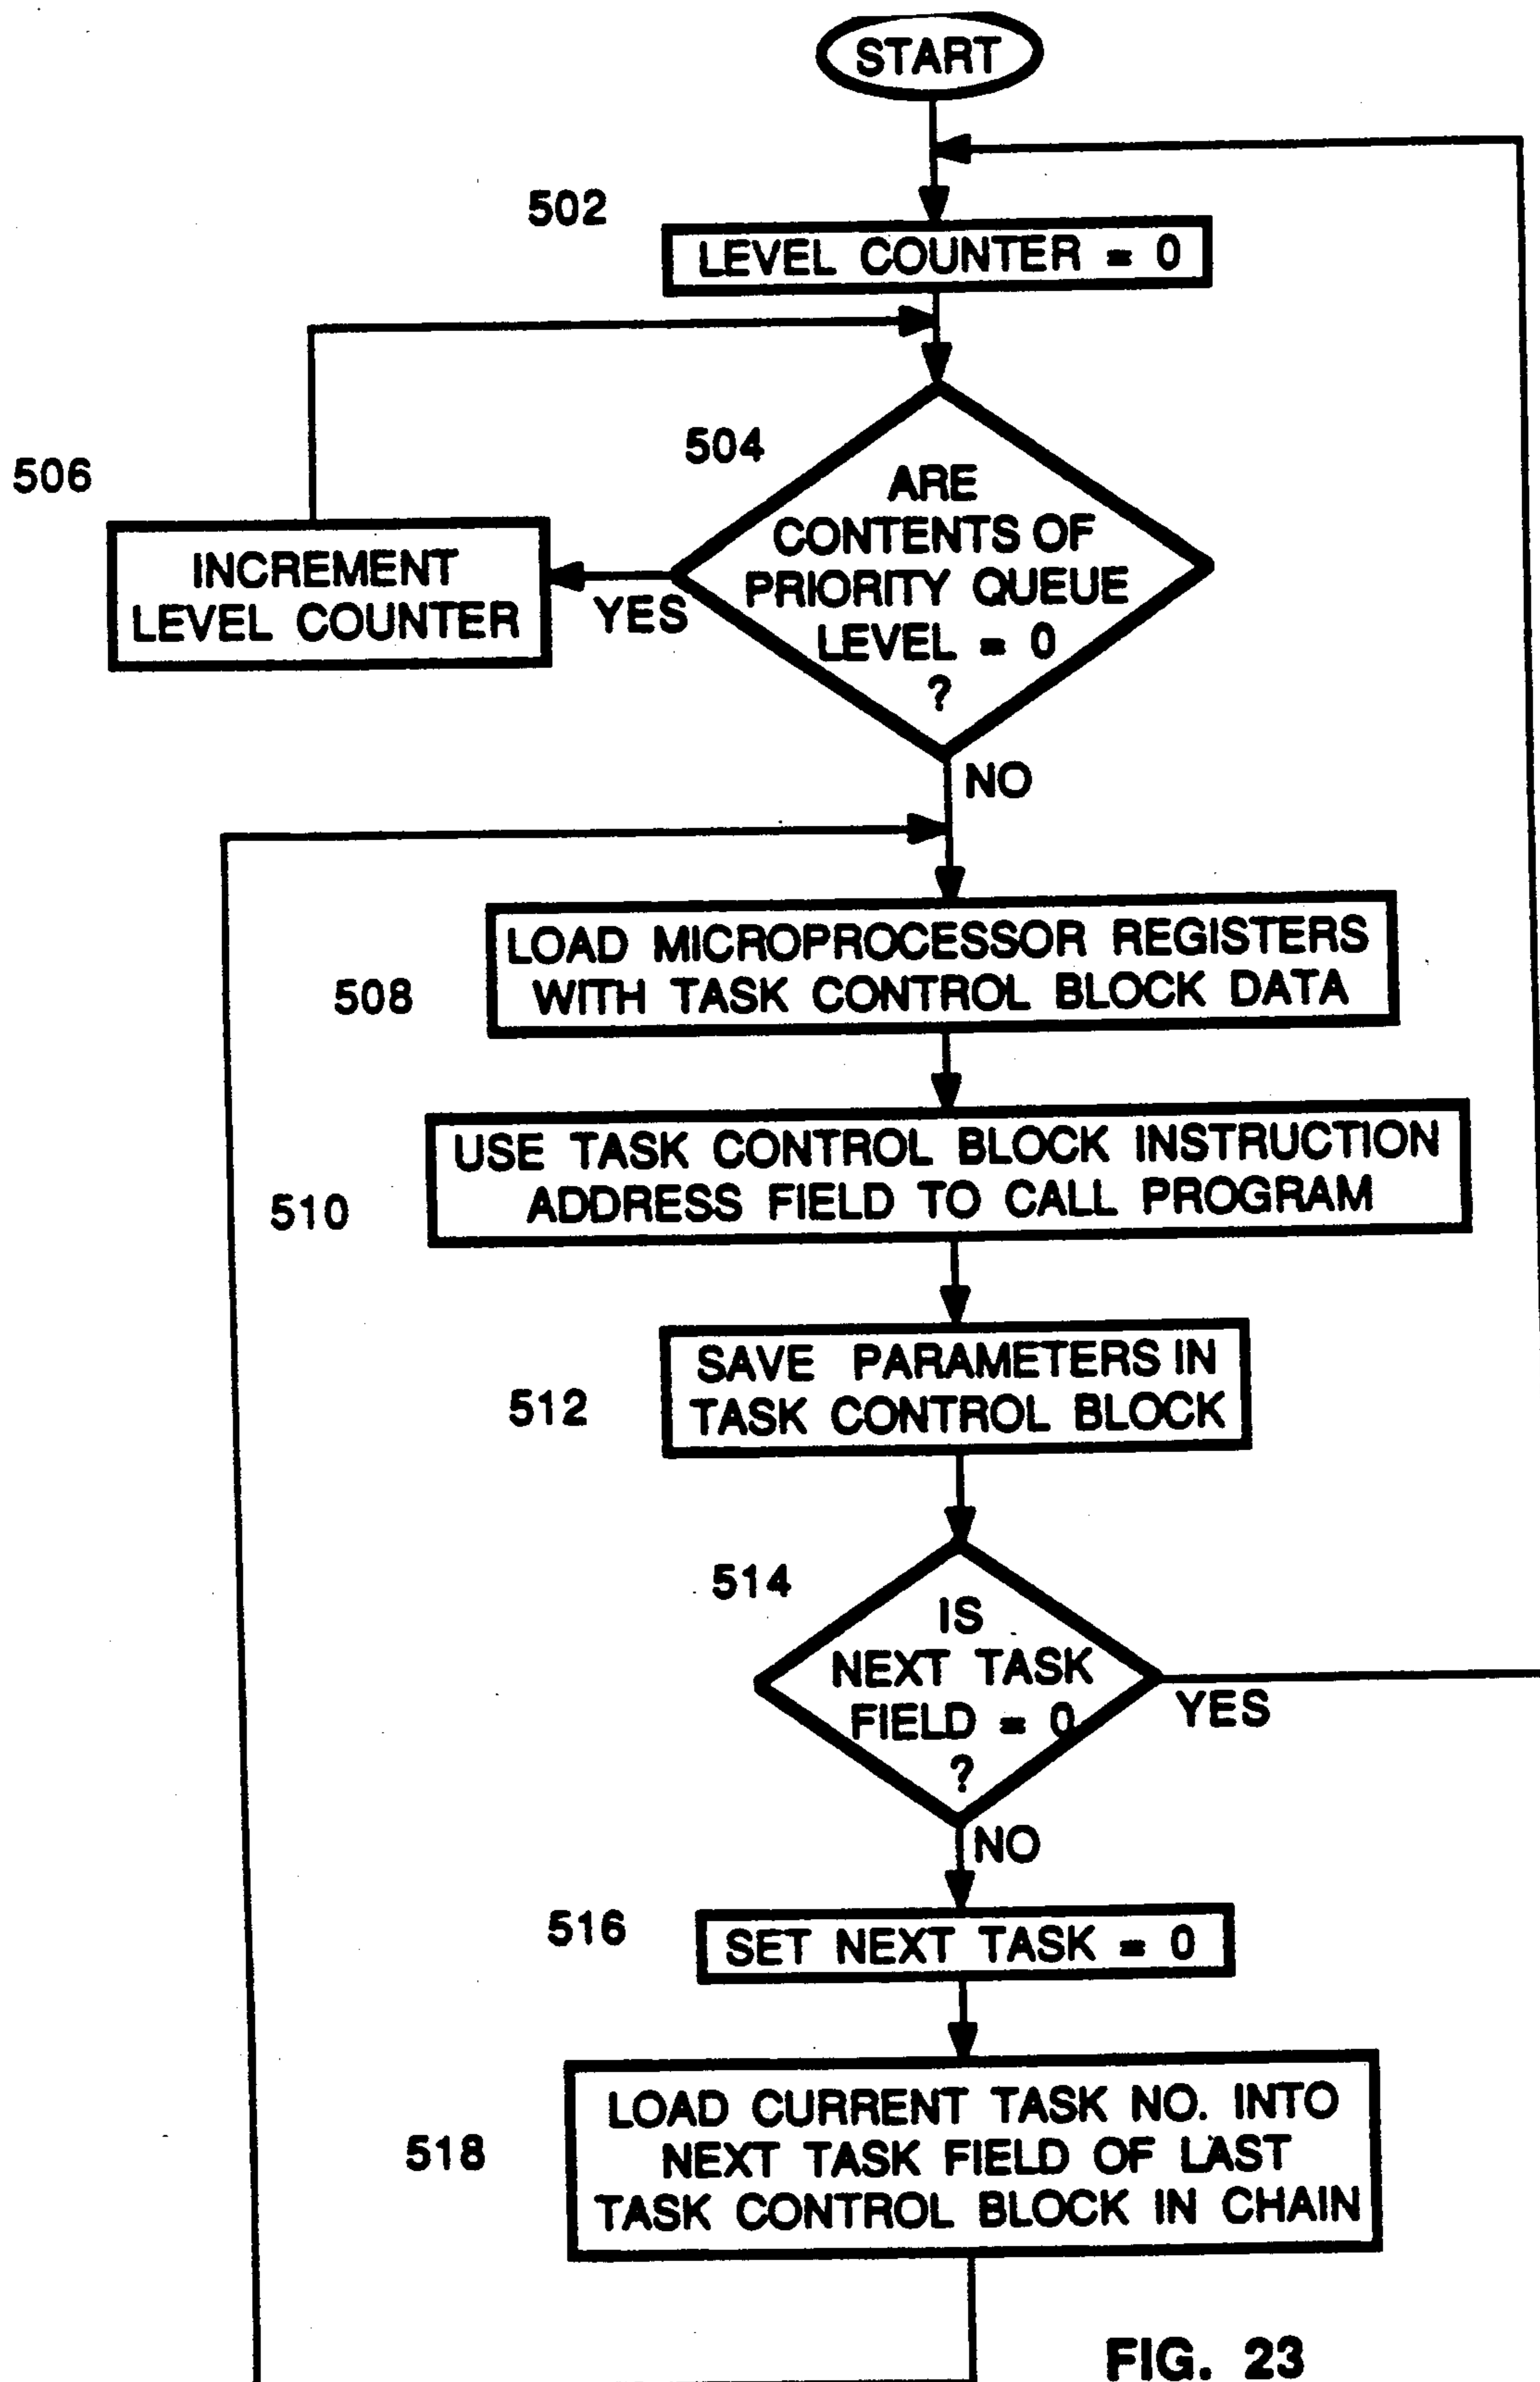 START
502
LEVEL COUNTER = 0
504
506
ARE
CONTENTS OF
PRIORITY QUEUE
LEVEL = 0
?
INCREMENT
LEVEL COUNTER
YES
NO
LOAD MICROPROCESSOR REGISTERS
WITH TASK CONTROL BLOCK DATA
508
USE TASK CONTROL BLOCK INSTRUCTION
ADDRESS FIELD TO CALL PROGRAM
510
SAVE PARAMETERS IN
TASK CONTROL BLOCK
512
514
IS
NEXT TASK
FIELD = 0
?
YES
NO
516
SET NEXT TASK = 0
LOAD CURRENT TASK NO. INTO
NEXT TASK FIELD OF LAST
TASK CONTROL BLOCK IN CHAIN
518
FIG. 23